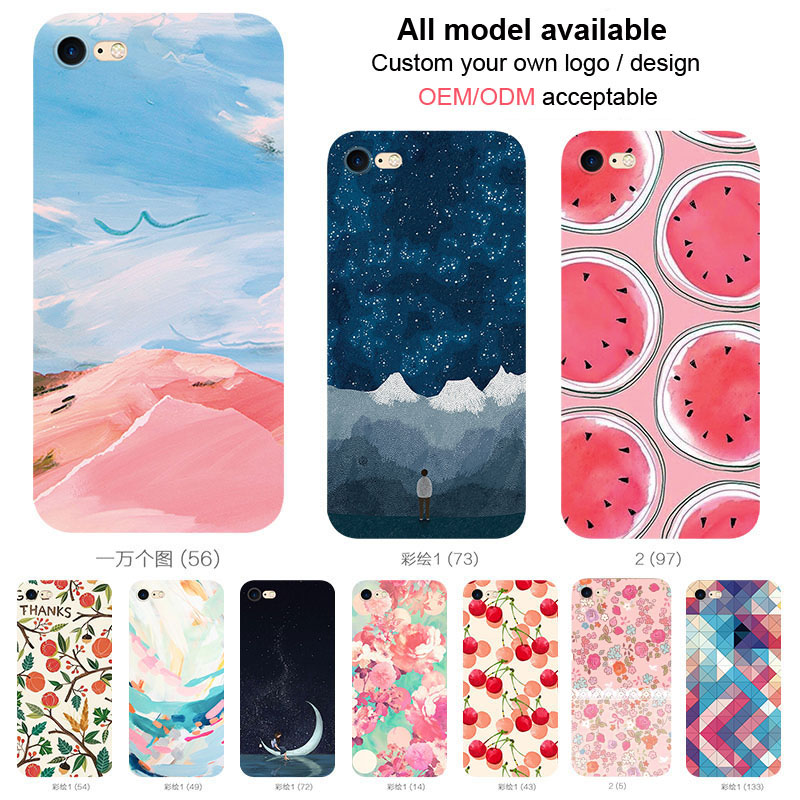 All model available
Custom your own logo / design
OEM/ODM acceptable
一万个图 (56)
彩绘1 (73)
2 (97)
THANKS
彩绘1 (54)
彩绘1 (49)
彩绘1 (72)
彩绘1 (14)
彩绘1 (43)
2 (5)
彩绘1 (133)